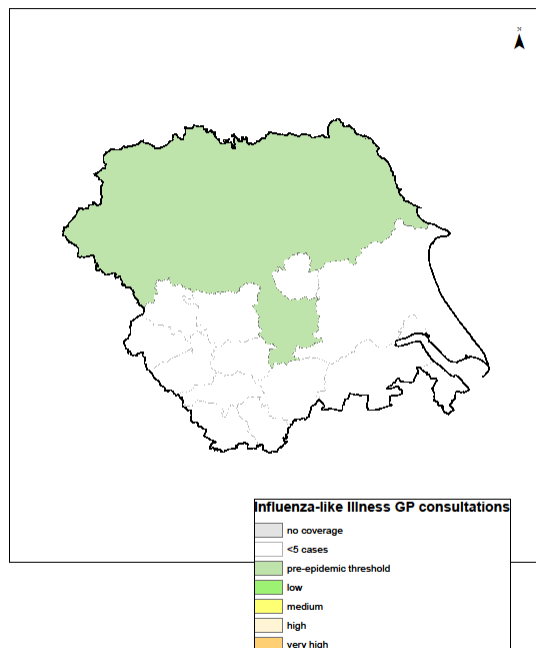 N
Influenza-like Illness GP consultations
no coverage
<5 cases
pre-epidemic threshold
low
medium
high
very high